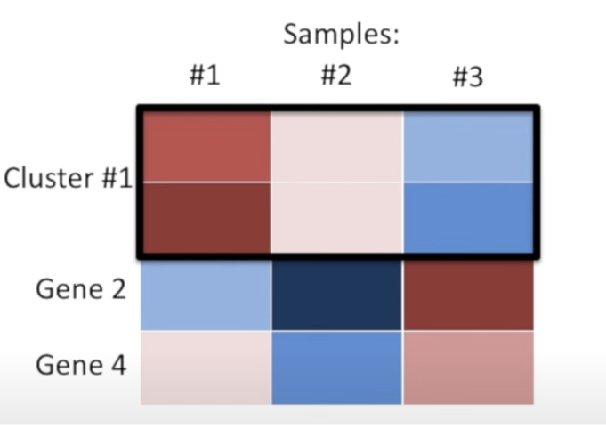 Samples:
#1 #2 #3
Cluster #1
Gene 2
Gene 4